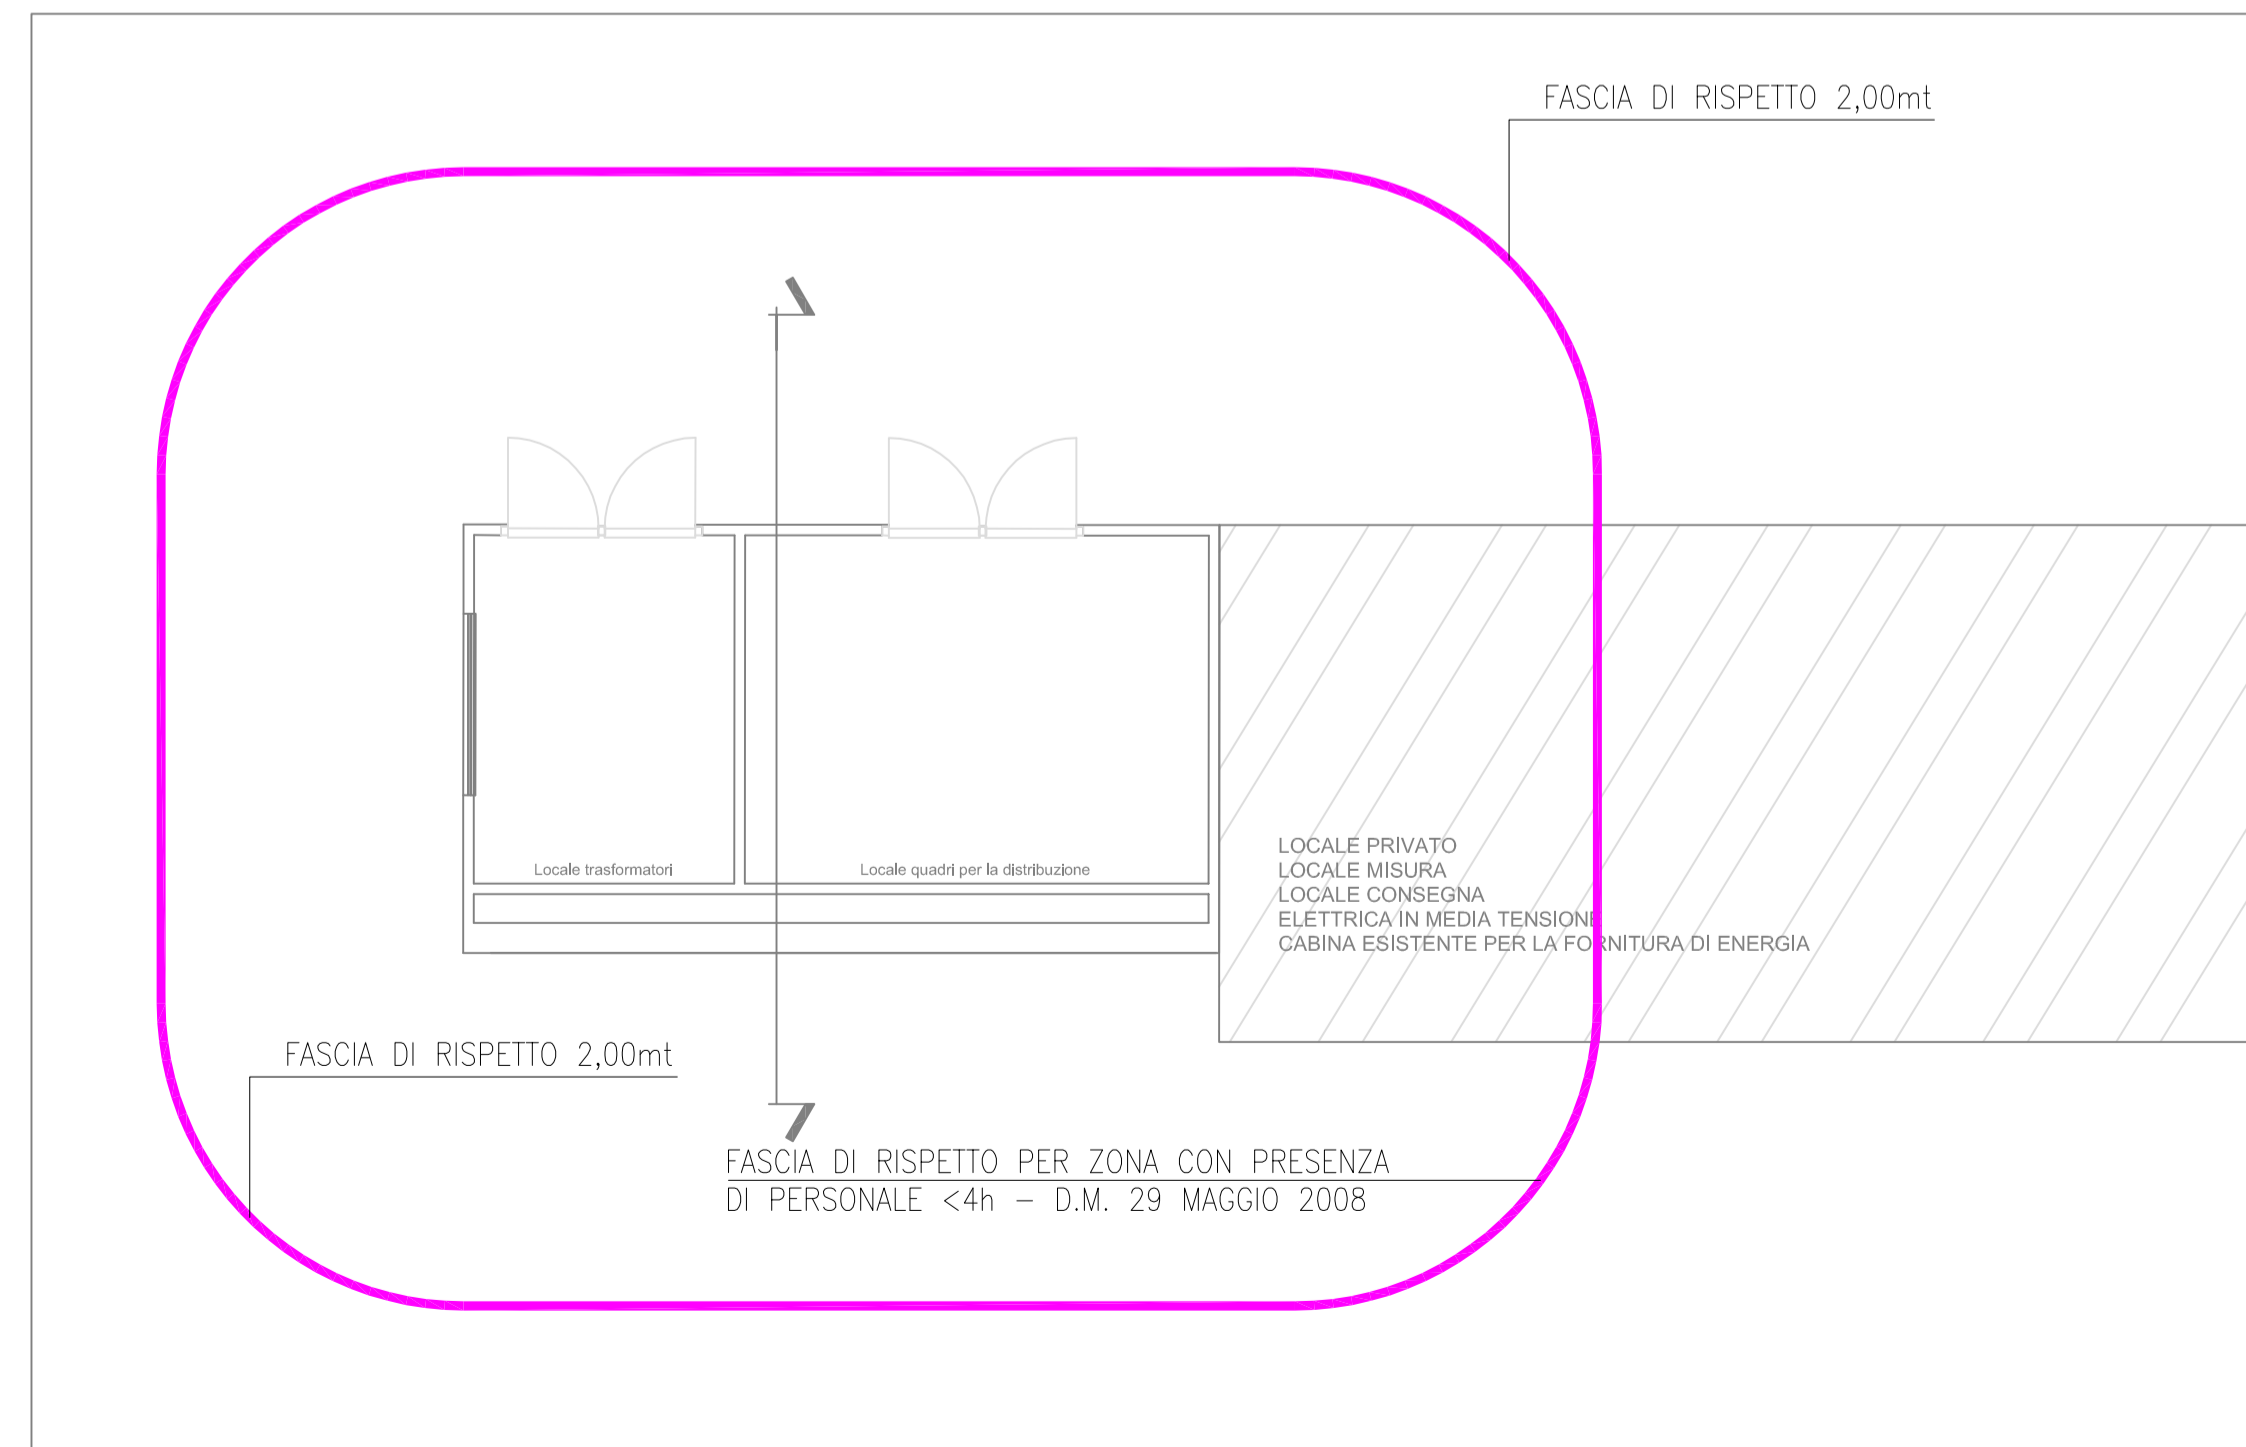 FASCIA DI RISPETTO 2,00mt
Locale trasformatori
Locale quadri per la distribuzione
LOCALE PRIVATO
LOCALE MISURA
LOCALE CONSEGNA
ELETTRICA IN MEDIA TENSIONE
CABINA ESISTENTE PER LA FORNITURA DI ENERGIA
FASCIA DI RISPETTO 2,00mt
FASCIA DI RISPETTO PER ZONA CON PRESENZA
DI PERSONALE <4h – D.M. 29 MAGGIO 2008